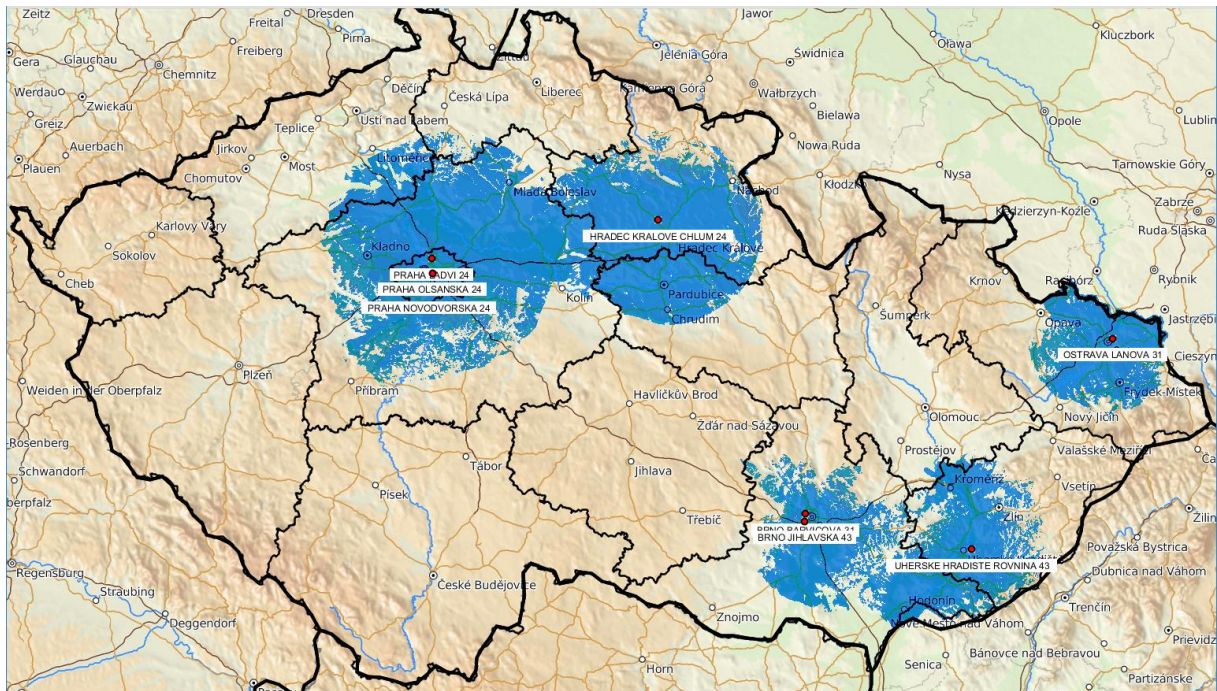 Zeitz
Freital
Dresden
Pirna
Jawor
Oława
Kluczbork
Freiberg
Gera
Glauchau
Chemnitz
Zittau
Jelenia Góra
Świdnica
Werdau
Zwickau
Děčín
Česká Lípa
Liberec
Kamienna Góra
Wałbrzych
Greiz
Teplice
Ústí nad Labem
Bielawa
Opole
Lublin
Auerbach
Jirkov
Most
Litoměřice
Nowa Ruda
Plauen
Chomutov
Mladá Boleslav
Náchod
Kłodzko
Nysa
Tarnowskie Góry
Kędzierzyn-Koźle
Zabrze
Karlovy Vary
Ruda Śląska
Sokolov
Kladno
HRADEC KRALOVE CHLUM 24
Hradec Králové
Cheb
PRAHA LADVI 24
PRAHA OLSANSKA 24
PRAHA NOVODVORSKA 24
Kolín
Pardubice
Chrudim
Krnov
Racibórz
Rybnik
Šumperk
Opava
Jastrzębi
OSTRAVA LANOVA 31
Cieszyn
Plzeň
Weiden in der Oberpfalz
Příbram
Havlíčkův Brod
Frýdek-Místek
Nový Jičín
Olomouc
Žďár nad Sázavou
Rosenberg
Prostějov
Valašské Meziříčí
Schwandorf
Tábor
Jihlava
Kroměříž
Vsetín
Písek
Třebíč
Zlín
Žilin
BRNO BARVICOVA 31
BRNO JIHLAVSKA 43
Považská Bystrica
Regensburg
UHERSKE HRADISTE ROVNINA 43
Straubing
České Budějovice
Dubnica nad Váhom
Trenčín
Deggendorf
Znojmo
Hodonín
Nové Mesto nad Váhom
Prievidz
Bánovce nad Bebravou
Horn
Senica
Partizánske